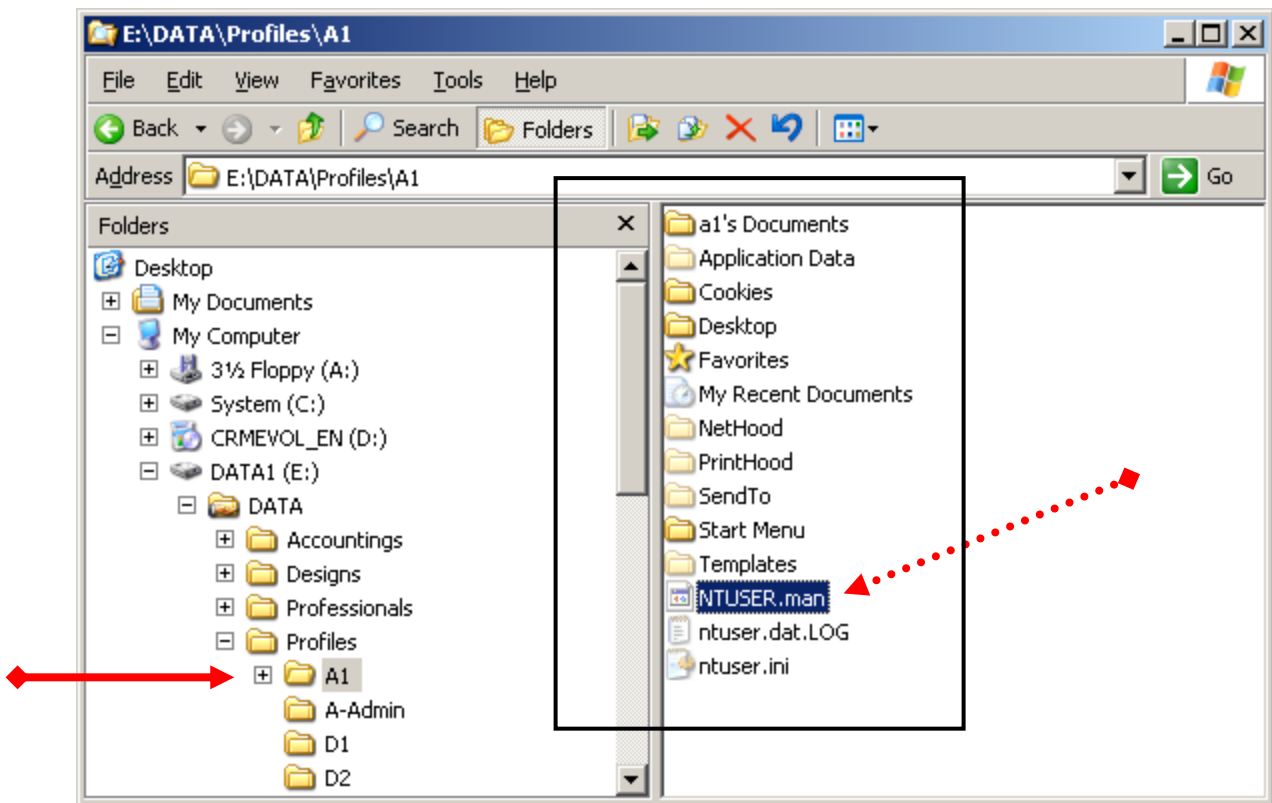 E:\DATA\Profiles\A1
File Edit View Favorites Tools Help
Back Search Folders
Address E:\DATA\Profiles\A1 Go
Folders
Desktop
My Documents
My Computer
3½ Floppy (A:)
System (C:)
CRMEVOL_EN (D:)
DATA1 (E:)
DATA
Accountings
Designs
Professionals
Profiles
A1
A-Admin
D1
D2
a1's Documents
Application Data
Cookies
Desktop
Favorites
My Recent Documents
NetHood
PrintHood
SendTo
Start Menu
Templates
NTUSER.man
ntuser.dat.LOG
ntuser.ini